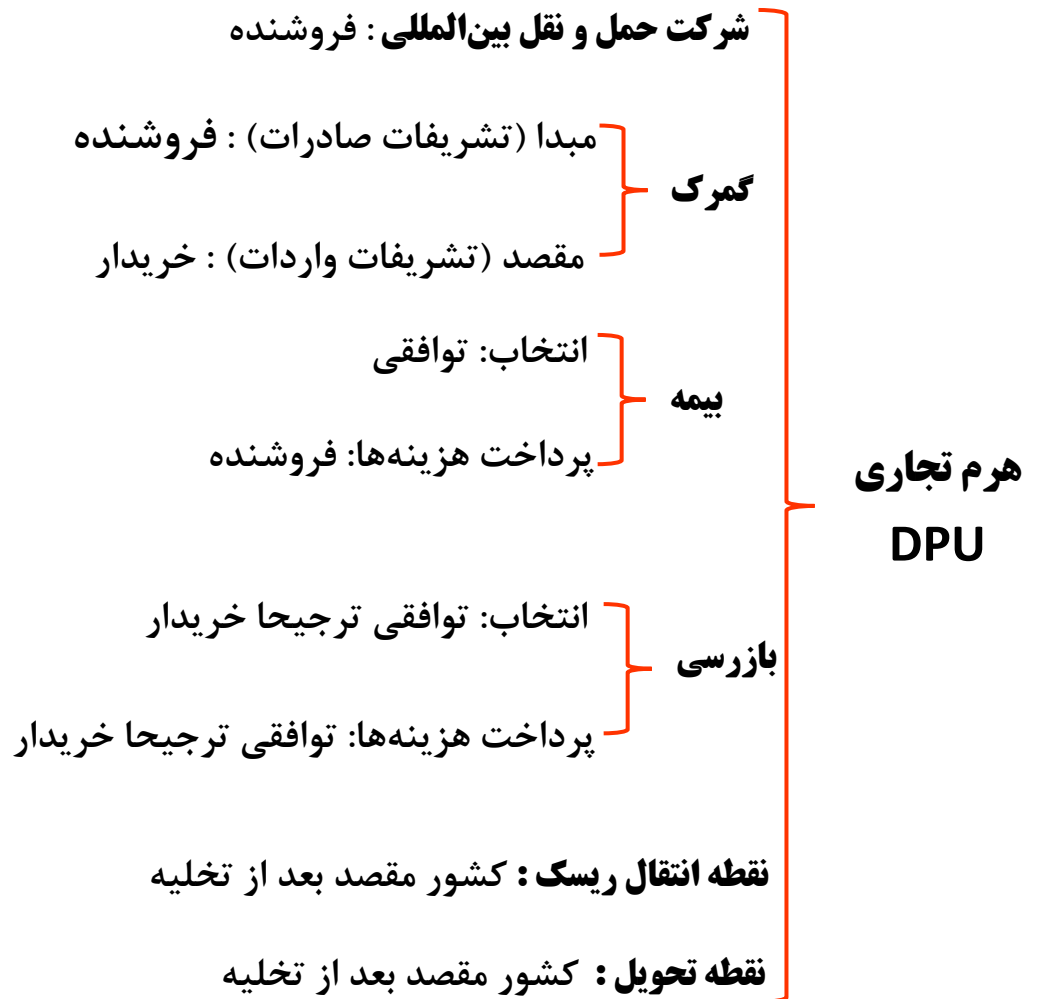 هرم تجاری
DPU
شرکت حمل و نقل بین‌المللی : فروشنده
گمرک
مبدا (تشریفات صادرات) : فروشنده
مقصد (تشریفات واردات) : خریدار
بیمه
انتخاب: توافقی
پرداخت هزینه‌ها: فروشنده
بازرسی
انتخاب: توافقی ترجیحا خریدار
پرداخت هزینه‌ها: توافقی ترجیحا خریدار
نقطه انتقال ریسک : کشور مقصد بعد از تخلیه
نقطه تحویل : کشور مقصد بعد از تخلیه